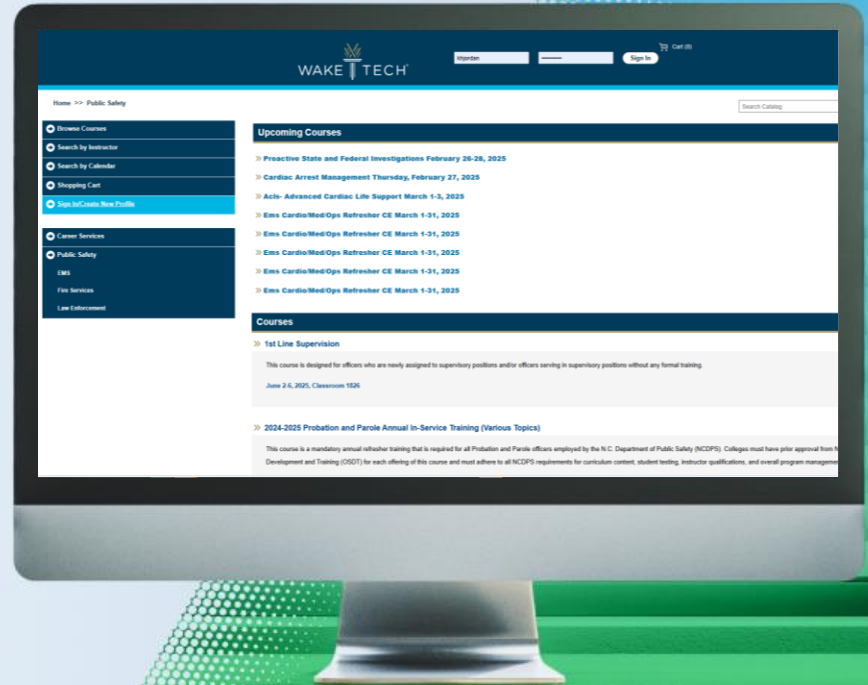 WAKE TECH
Sign In
Cart (0)
Home >> Public Safety
Search Catalog
Browse Courses
Search by Instructor
Search by Calendar
Shopping Cart
Sign In/Create New Profile
Career Services
Public Safety
EMS
Fire Services
Law Enforcement
Upcoming Courses
Proactive State and Federal Investigations February 26-28, 2025
Cardiac Arrest Management Thursday, February 27, 2025
Acls- Advanced Cardiac Life Support March 1-3, 2025
Ems Cardio/Med/Ops Refresher CE March 1-31, 2025
Ems Cardio/Med/Ops Refresher CE March 1-31, 2025
Ems Cardio/Med/Ops Refresher CE March 1-31, 2025
Ems Cardio/Med/Ops Refresher CE March 1-31, 2025
Ems Cardio/Med/Ops Refresher CE March 1-31, 2025
Courses
1st Line Supervision
This course is designed for officers who are newly assigned to supervisory positions and/or officers serving in supervisory positions without any formal training.
June 2-6, 2025, Classroom 1826
2024-2025 Probation and Parole Annual In-Service Training (Various Topics)
This course is a mandatory annual refresher training that is required for all Probation and Parole officers employed by the N.C. Department of Public Safety (NCDPS). Colleges must have prior approval from
Development and Training (OSDT) for each offering of this course and must adhere to all NCDPS requirements for curriculum content, student testing, instructor qualifications, and overall program